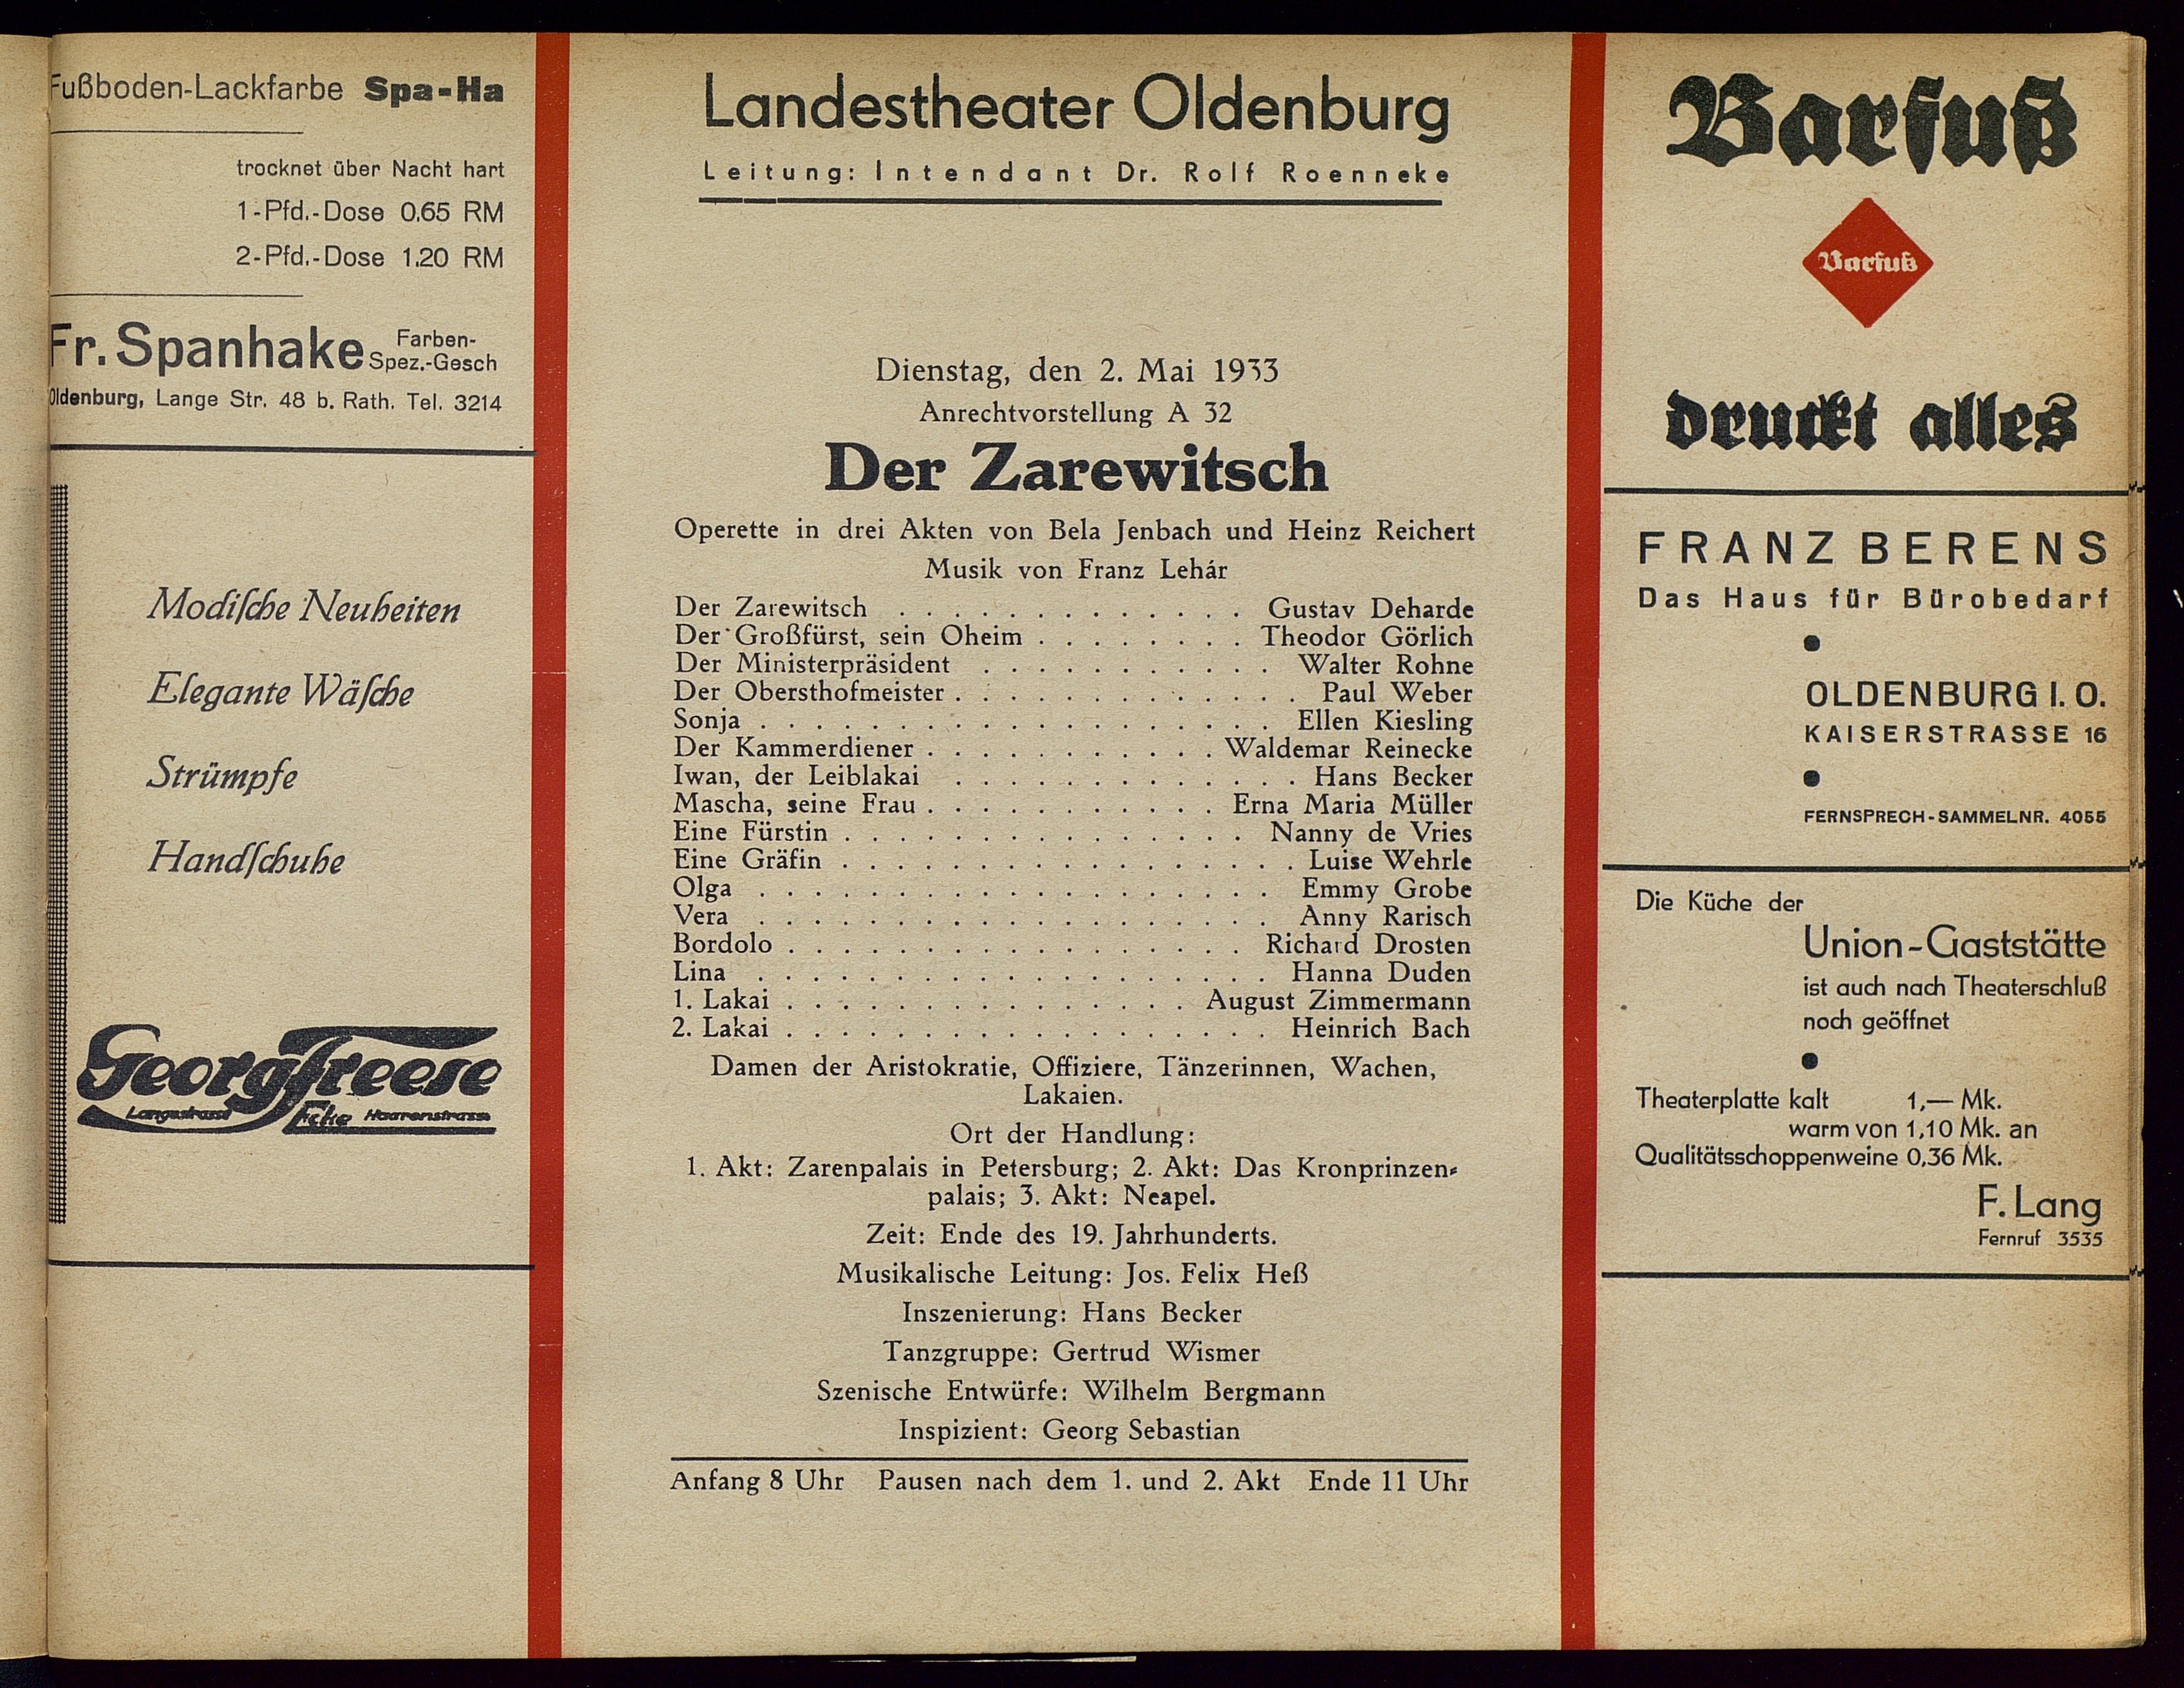 Fußboden-Lackfarbe Spa-Ha
trocknet über Nacht hart
1-Pfd.-Dose 0.65 RM
2-Pfd.-Dose 1.20 RM
Fr. Spanhake Farben-
Spez.-Gesch
Oldenburg, Lange Str. 48 b. Rath. Tel. 3214
Modiſche Neuheiten
Elegante Wäſche
Strümpfe
Handſchuhe
Georg Freese
Langestrasse Ecke Haarenstrasse
Landestheater Oldenburg
Leitung: Intendant Dr. Rolf Roenneke
Dienstag, den 2. Mai 1933
Anrechtvorstellung A 32
Der Zarewitsch
Operette in drei Akten von Bela Jenbach und Heinz Reichert
Musik von Franz Lehár
Der Zarewitsch . . . . . . . . . . . . . Gustav Deharde
Der Großfürst, sein Oheim . . . . . . . . Theodor Görlich
Der Ministerpräsident . . . . . . . . . . . Walter Rohne
Der Obersthofmeister . . . . . . . . . . . . . Paul Weber
Sonja . . . . . . . . . . . . . . . . . . . Ellen Kiesling
Der Kammerdiener . . . . . . . . . . . Waldemar Reinecke
Iwan, der Leiblakai . . . . . . . . . . . . . Hans Becker
Mascha, seine Frau . . . . . . . . . . . Erna Maria Müller
Eine Fürstin . . . . . . . . . . . . . . . Nanny de Vries
Eine Gräfin . . . . . . . . . . . . . . . . . Luise Wehrle
Olga . . . . . . . . . . . . . . . . . . . Emmy Grobe
Vera . . . . . . . . . . . . . . . . . . . Anny Rarisch
Bordolo . . . . . . . . . . . . . . . . . Richard Drosten
Lina . . . . . . . . . . . . . . . . . . . Hanna Duden
1. Lakai . . . . . . . . . . . . . . . August Zimmermann
2. Lakai . . . . . . . . . . . . . . . . . . Heinrich Bach
Damen der Aristokratie, Offiziere, Tänzerinnen, Wachen,
Lakaien.
Ort der Handlung:
1. Akt: Zarenpalais in Petersburg; 2. Akt: Das Kronprinzen-
palais; 3. Akt: Neapel.
Zeit: Ende des 19. Jahrhunderts.
Musikalische Leitung: Jos. Felix Heß
Inszenierung: Hans Becker
Tanzgruppe: Gertrud Wismer
Szenische Entwürfe: Wilhelm Bergmann
Inspizient: Georg Sebastian
Anfang 8 Uhr Pausen nach dem 1. und 2. Akt Ende 11 Uhr
Barfuß
Barfuß
druckt alles
FRANZ BERENS
Das Haus für Bürobedarf
OLDENBURG I. O.
KAISERSTRASSE 16
FERNSPRECH-SAMMELNR. 4055
Die Küche der
Union-Gaststätte
ist auch nach Theaterschluß
noch geöffnet
Theaterplatte kalt 1,— Mk.
warm von 1,10 Mk. an
Qualitätsschoppenweine 0,36 Mk.
F. Lang
Fernruf 3535